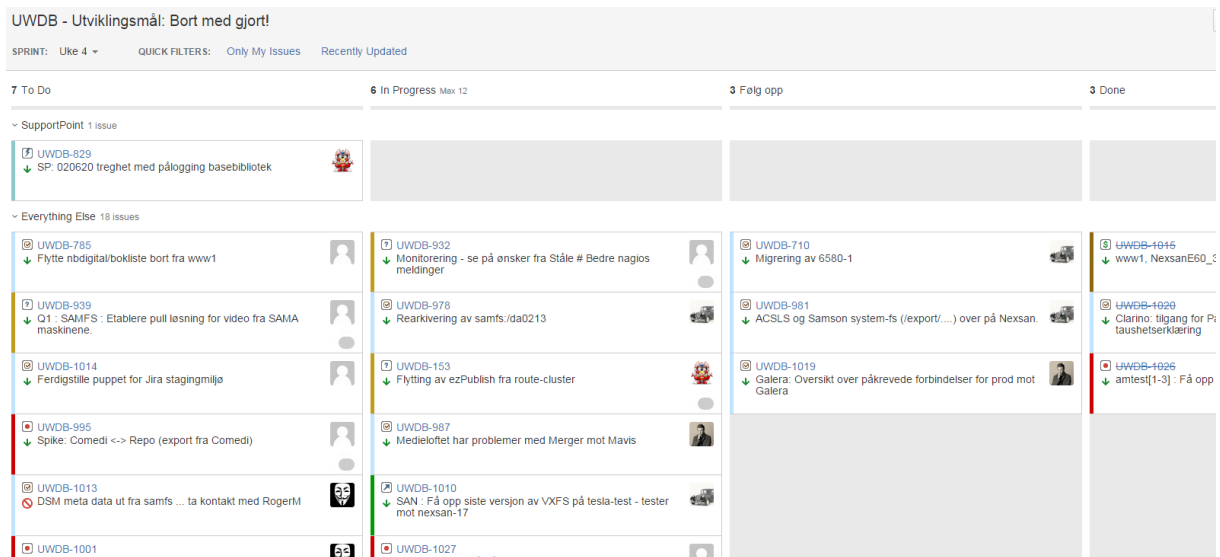 UWDB - Utviklingsmål: Bort med gjort!
SPRINT: Uke 4 QUICK FILTERS: Only My Issues Recently Updated
7 To Do
6 In Progress Max 12
3 Følg opp
3 Done
SupportPoint 1 issue
UWDB-829
SP: 020620 treghet med pålogging basebibliotek
Everything Else 18 issues
UWDB-785
Flytte nbdigital/bokliste bort fra www1
UWDB-939
Q1 : SAMFS : Etablere pull løsning for video fra SAMA
maskinene.
UWDB-1014
Ferdigstille puppet for Jira stagingmiljø
UWDB-995
Spike: Comedi <-> Repo (export fra Comedi)
UWDB-1013
DSM meta data ut fra samfs ... ta kontakt med RogerM
UWDB-1001
UWDB-932
Monitorering - se på ønsker fra Ståle # Bedre nagios
meldinger
UWDB-978
Rearkivering av samfs:/da0213
UWDB-153
Flytting av ezPublish fra route-cluster
UWDB-987
Medieloftet har problemer med Merger mot Mavis
UWDB-1010
SAN : Få opp siste versjon av VXFS på tesla-test - tester
mot nexsan-17
UWDB-1027
UWDB-710
Migrering av 6580-1
UWDB-981
ACSLS og Samson system-fs (/export/....) over på Nexsan.
UWDB-1019
Galera: Oversikt over påkrevede forbindelser for prod mot
Galera
UWDB-1015
www1, NexsanE60_3
UWDB-1020
Clarino: tilgang for
taushetserklæring
UWDB-1026
amtest[1-3] : Få opp